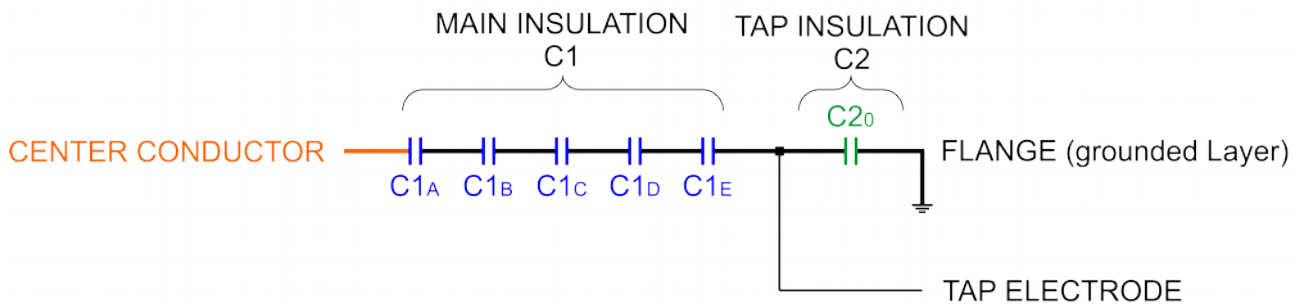 MAIN INSULATION
C1
TAP INSULATION
C2
C20
CENTER CONDUCTOR
FLANGE (grounded Layer)
C1A
C1B
C1C
C1D
C1E
TAP ELECTRODE